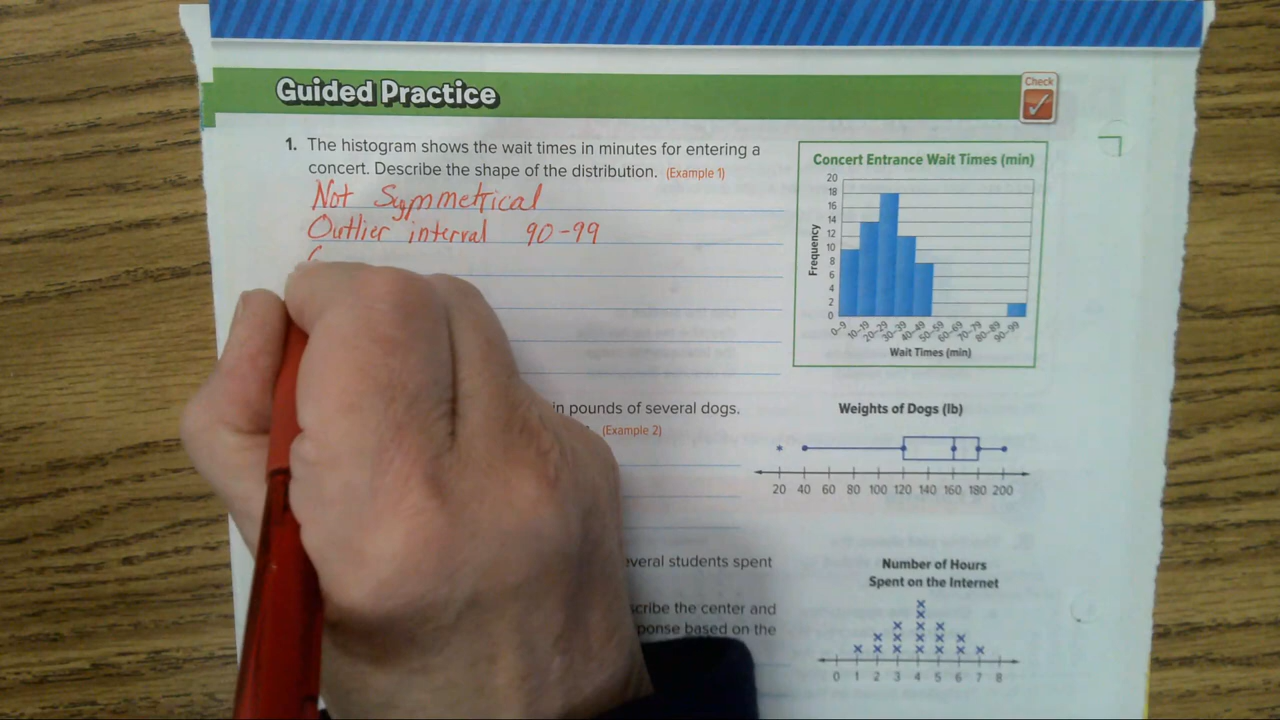 Guided Practice
Check
1. The histogram shows the wait times in minutes for entering a
concert. Describe the shape of the distribution. (Example 1)
Not Symmetrical
Outlier interval 90-99
Concert Entrance Wait Times (min)
20
18
16
14
12
10
8
6
4
2
0
Frequency
0–9 10–19 20–29 30–39 40–49 50–59 60–69 70–79 80–89 90–99
Wait Times (min)
in pounds of several dogs.
(Example 2)
Weights of Dogs (lb)
20 40 60 80 100 120 140 160 180 200
several students spent
scribe the center and
ponse based on the
Number of Hours
Spent on the Internet
0 1 2 3 4 5 6 7 8